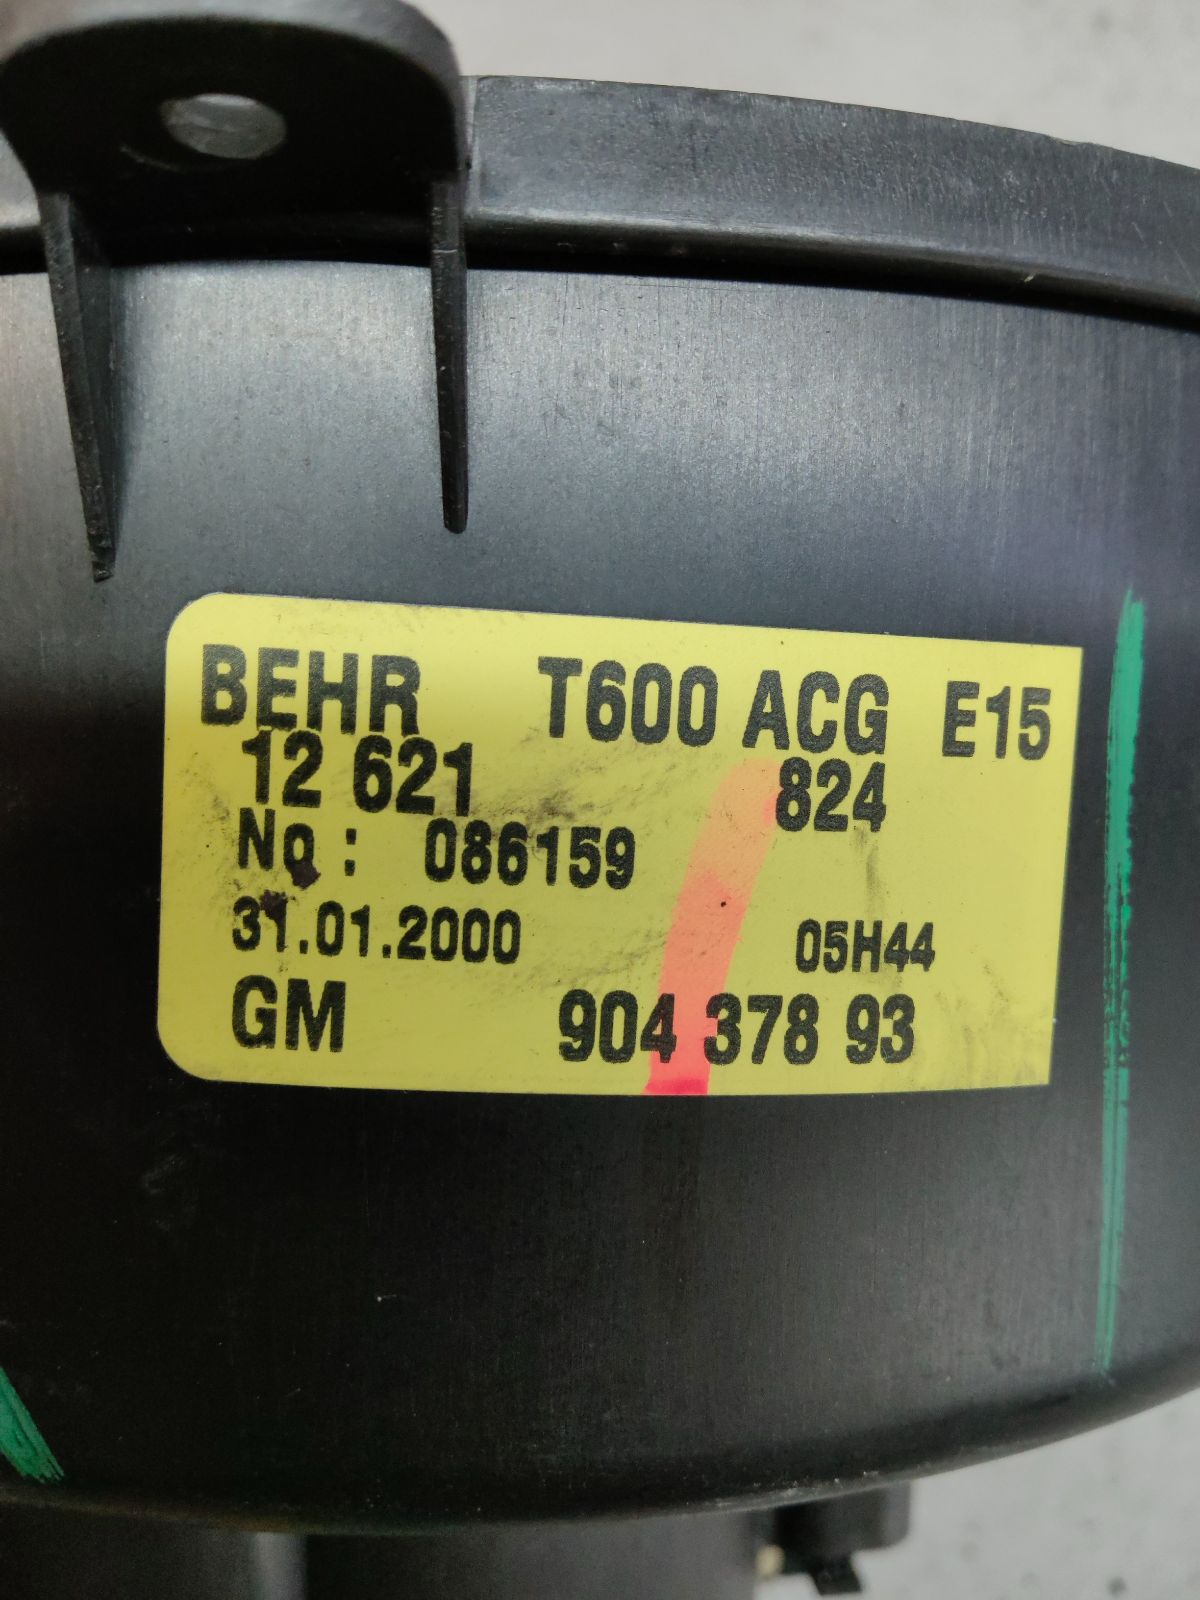 BEHR T600 ACG E15
12 621 824
No : 086159
31.01.2000 05H44
GM 904 378 93